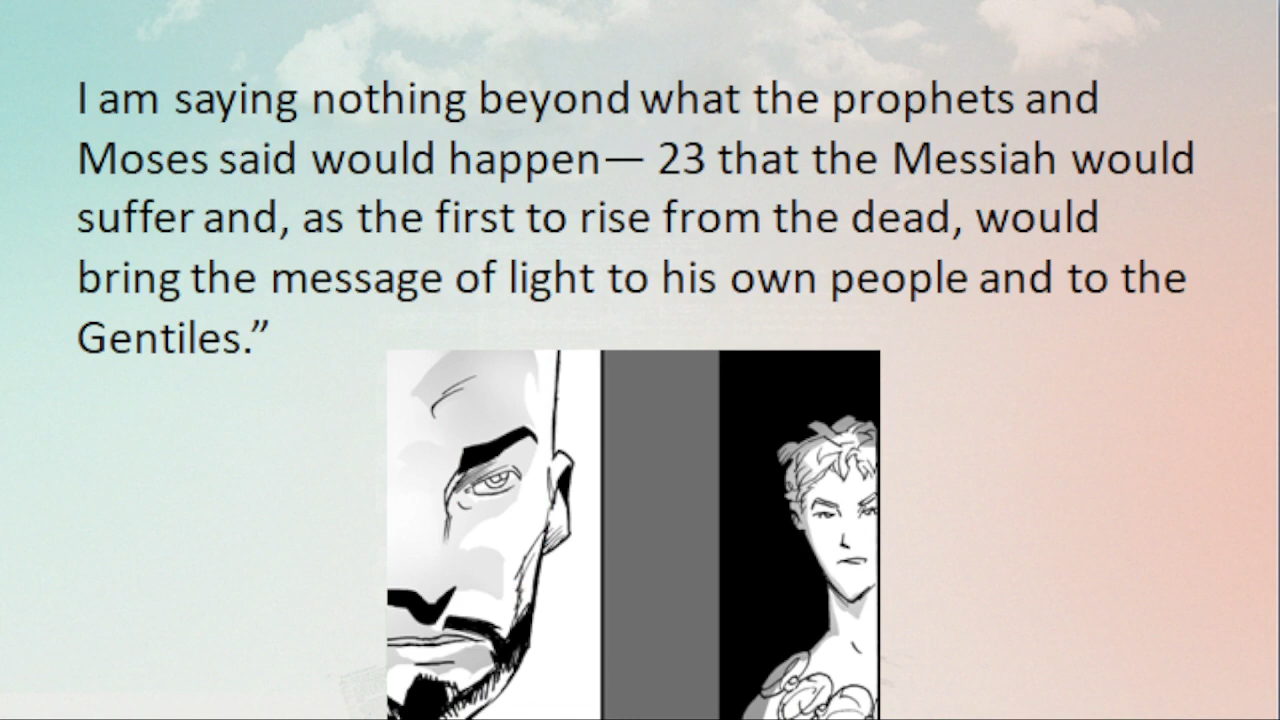 I am saying nothing beyond what the prophets and
Moses said would happen— 23 that the Messiah would
suffer and, as the first to rise from the dead, would
bring the message of light to his own people and to the
Gentiles.”